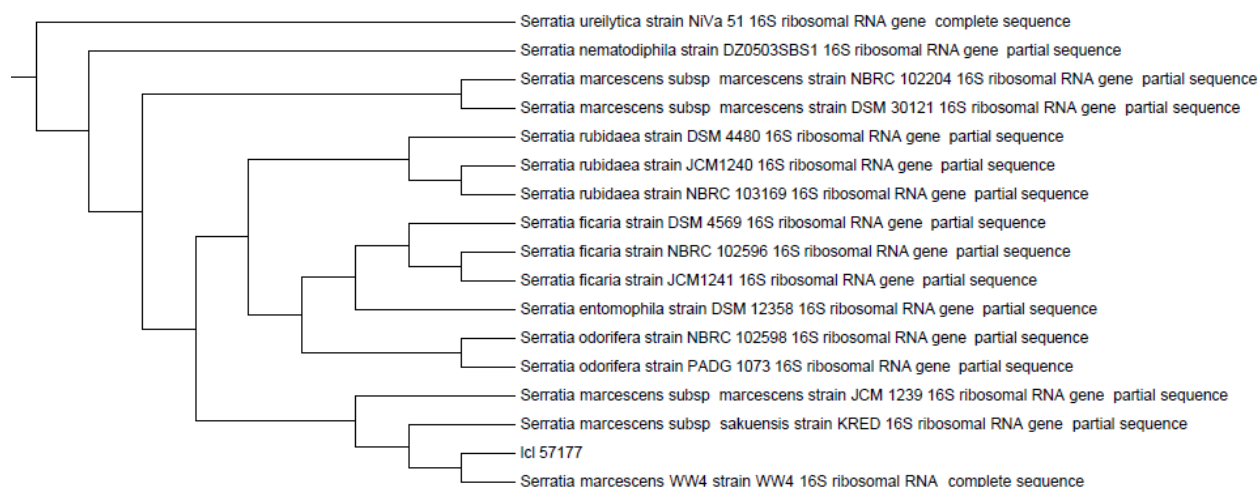 Serratia ureilytica strain NiVa 51 16S ribosomal RNA gene complete sequence
Serratia nematodiphila strain DZ0503SBS1 16S ribosomal RNA gene partial sequence
Serratia marcescens subsp marcescens strain NBRC 102204 16S ribosomal RNA gene partial sequence
Serratia marcescens subsp marcescens strain DSM 30121 16S ribosomal RNA gene partial sequence
Serratia rubidaea strain DSM 4480 16S ribosomal RNA gene partial sequence
Serratia rubidaea strain JCM1240 16S ribosomal RNA gene partial sequence
Serratia rubidaea strain NBRC 103169 16S ribosomal RNA gene partial sequence
Serratia ficaria strain DSM 4569 16S ribosomal RNA gene partial sequence
Serratia ficaria strain NBRC 102596 16S ribosomal RNA gene partial sequence
Serratia ficaria strain JCM1241 16S ribosomal RNA gene partial sequence
Serratia entomophila strain DSM 12358 16S ribosomal RNA gene partial sequence
Serratia odorifera strain NBRC 102598 16S ribosomal RNA gene partial sequence
Serratia odorifera strain PADG 1073 16S ribosomal RNA gene partial sequence
Serratia marcescens subsp marcescens strain JCM 1239 16S ribosomal RNA gene partial sequence
Serratia marcescens subsp sakuensis strain KRED 16S ribosomal RNA gene partial sequence
lcl 57177
Serratia marcescens WW4 strain WW4 16S ribosomal RNA complete sequence